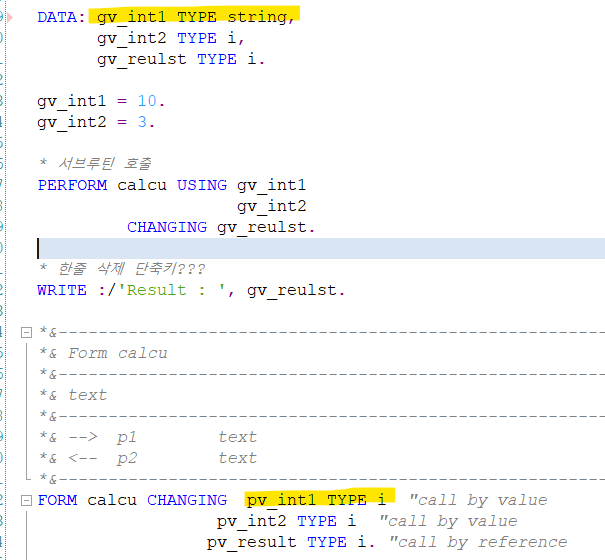 DATA: gv_int1 TYPE string,
gv_int2 TYPE i,
gv_reulst TYPE i.
gv_int1 = 10.
gv_int2 = 3.
* 서브루틴 호출
PERFORM calcu USING gv_int1
gv_int2
CHANGING gv_reulst.
* 한줄 삭제 단축키???
WRITE :/'Result : ', gv_reulst.
*&---------------------------------------------------
*& Form calcu
*&---------------------------------------------------
*& text
*&---------------------------------------------------
*& --> p1 text
*& <-- p2 text
*&---------------------------------------------------
FORM calcu CHANGING pv_int1 TYPE i "call by value
pv_int2 TYPE i "call by value
pv_result TYPE i. "call by reference